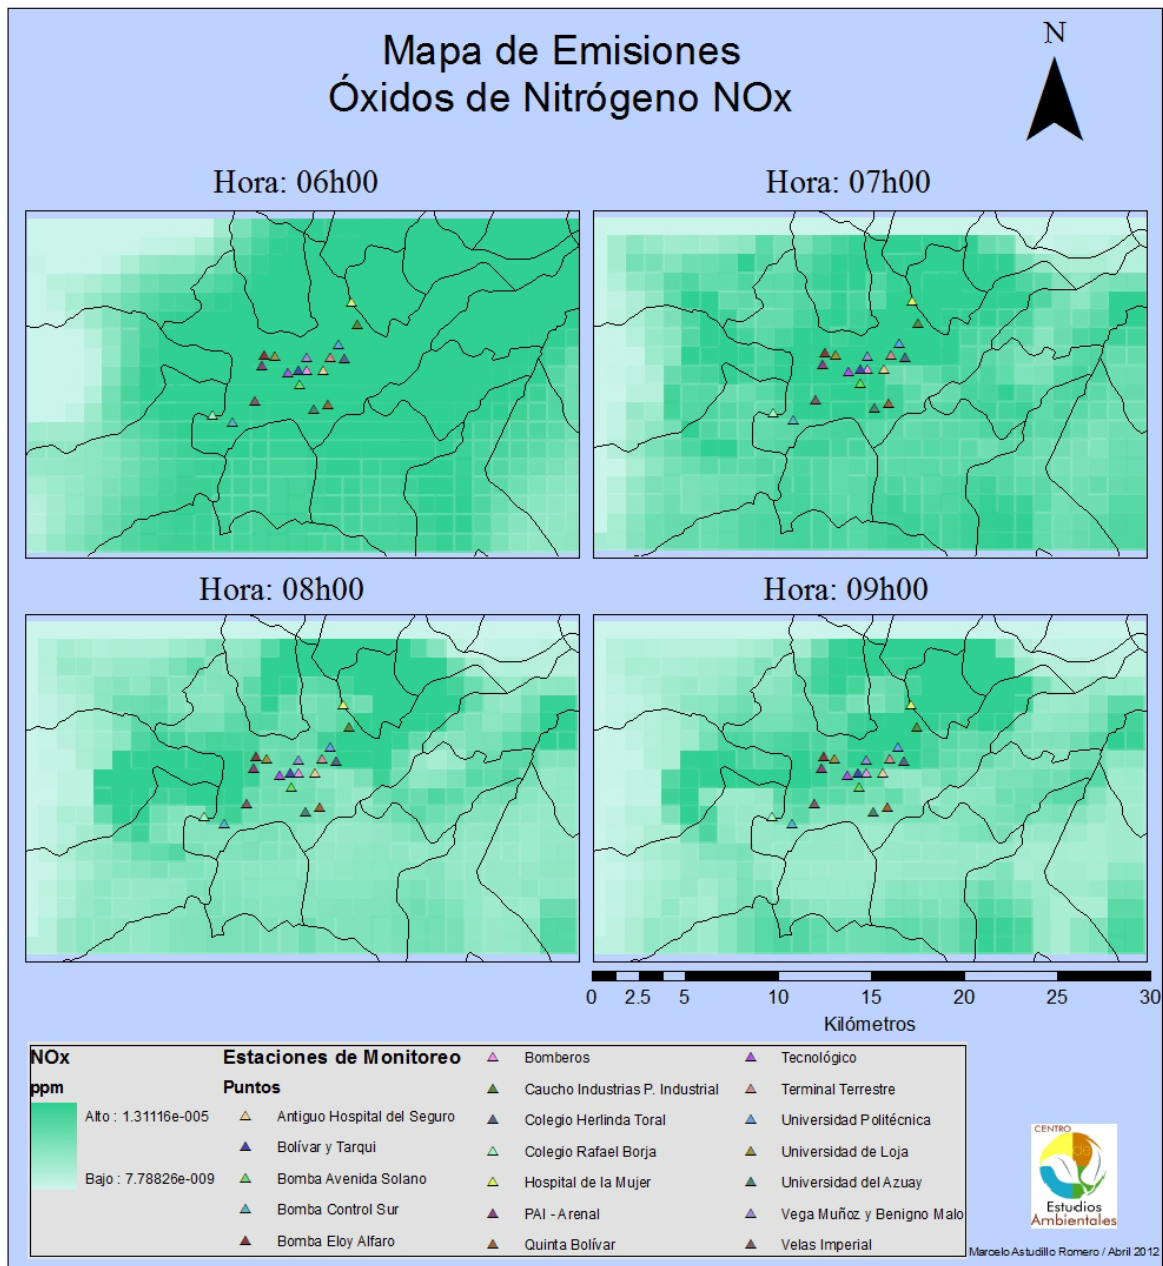 Mapa de Emisiones
Óxidos de Nitrógeno NOx
N
Hora: 06h00
Hora: 07h00
Hora: 08h00
Hora: 09h00
0 2.5 5 10 15 20 25 30
Kilómetros
NOx
ppm
Alto : 1.31116e-005
Bajo : 7.78826e-009
Estaciones de Monitoreo
Puntos
Antiguo Hospital del Seguro
Bolívar y Tarqui
Bomba Avenida Solano
Bomba Control Sur
Bomba Eloy Alfaro
Bomberos
Caucho Industrias P. Industrial
Colegio Herlinda Toral
Colegio Rafael Borja
Hospital de la Mujer
PAI - Arenal
Quinta Bolívar
Tecnológico
Terminal Terrestre
Universidad Politécnica
Universidad de Loja
Universidad del Azuay
Vega Muñoz y Benigno Malo
Velas Imperial
CENTRO
de
Estudios
Ambientales
Marcelo Astudillo Romero / Abril 2012